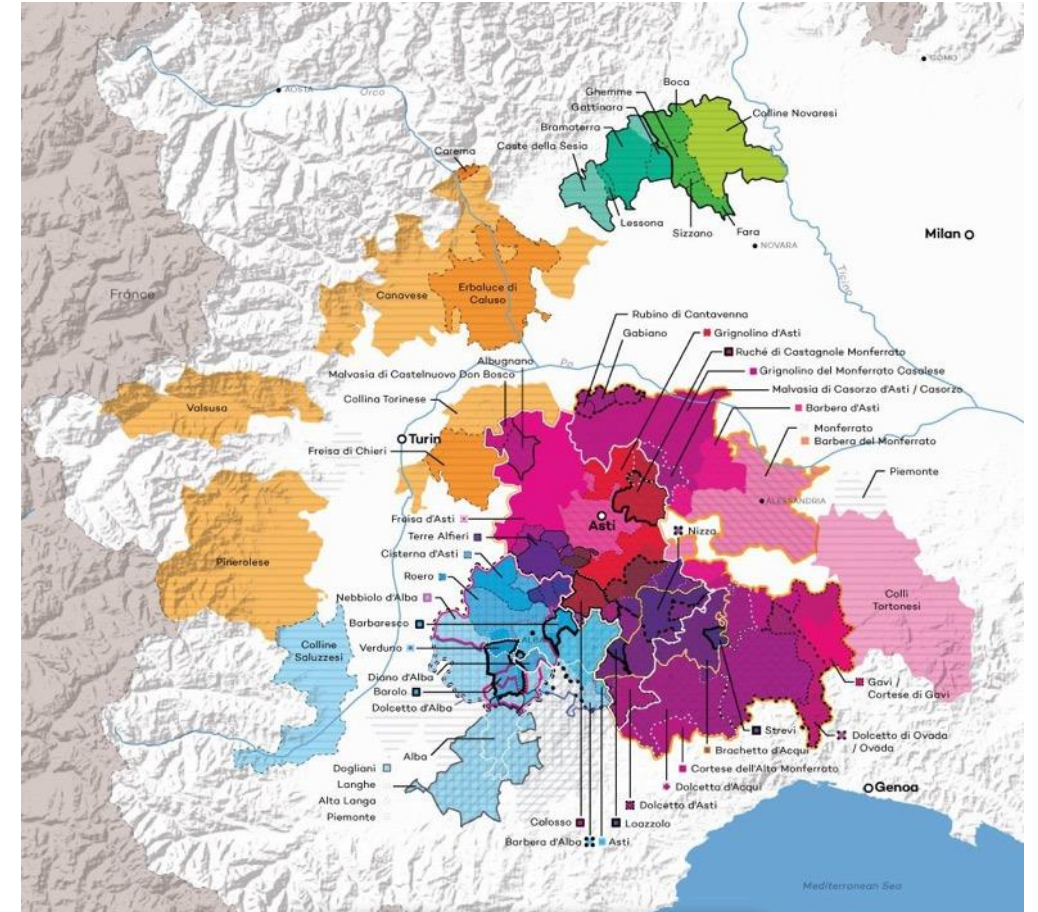 COMO
AOSTA
Orco
Boca
Ghemme
Gattinara
Colline Novaresi
Bramaterra
Coste della Sesia
Carema
Lessona
Sizzano
Fara
NOVARA
Milan
Ticino
France
Canavese
Erbaluce di
Caluso
Rubino di Cantavenna
Gabiano
Grignolino d'Asti
Albugnano
Po
Ruché di Castagnole Monferrato
Malvasia di Castelnuovo Don Bosco
Grignolino del Monferrato Casalese
Collina Torinese
Malvasia di Casorzo d'Asti / Casorzo
Valsusa
Barbera d'Asti
Turin
Monferrato
Barbera del Monferrato
Freisa di Chieri
Piemonte
ALESSANDRIA
Freisa d'Asti
Asti
Nizza
Terre Alfieri
Cisterna d'Asti
Pinerolese
Roero
Colli
Tortonesi
Nebbiolo d'Alba
Barbaresco
ALBA
Colline
Saluzzesi
Verduno
Diano d'Alba
Gavi /
Cortese di Gavi
Barolo
Dolcetto d'Alba
Strevi
Dolcetto di Ovada
/ Ovada
Brachetto d'Acqui
Alba
Cortese dell'Alto Monferrato
Dogliani
Langhe
Dolcetta d'Acqui
Genoa
Alta Langa
Dolcetto d'Asti
Piemonte
Calosso
Loazzolo
Barbera d'Alba
Asti
Mediterranean Sea